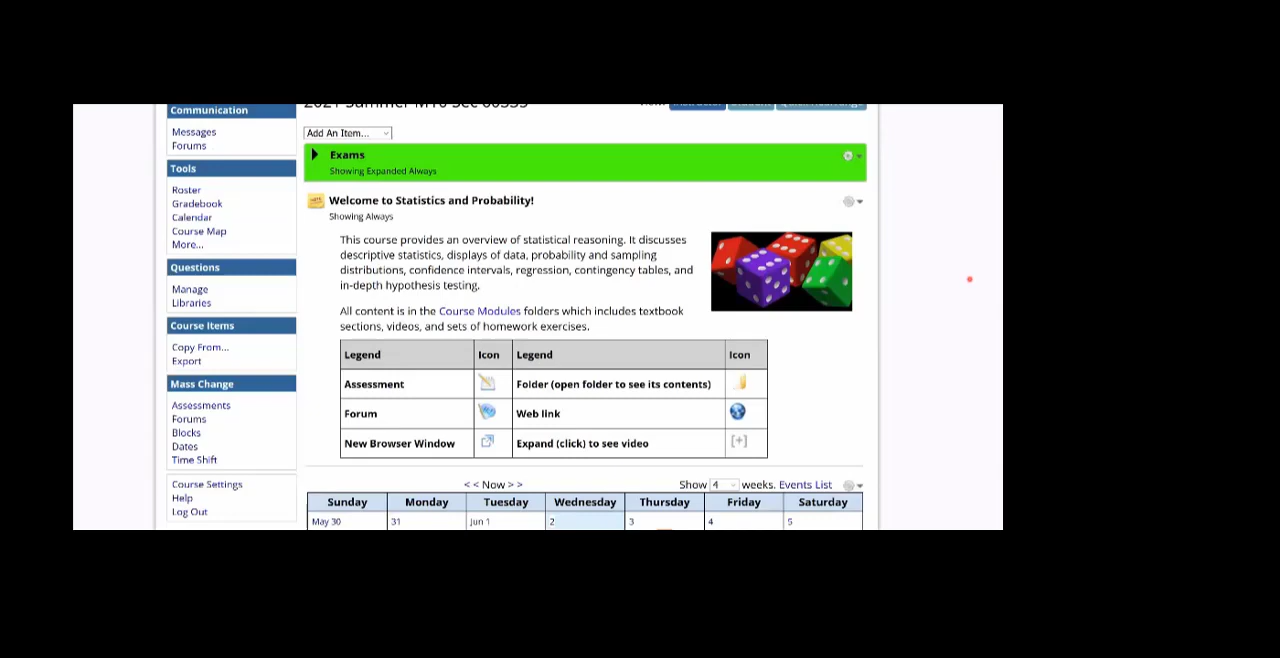 Communication
Messages
Forums
Tools
Roster
Gradebook
Calendar
Course Map
More...
Questions
Manage
Libraries
Course Items
Copy From...
Export
Mass Change
Assessments
Forums
Blocks
Dates
Time Shift
Course Settings
Help
Log Out
Add An Item...
Exams
Showing Expanded Always
Welcome to Statistics and Probability!
Showing Always
This course provides an overview of statistical reasoning. It discusses
descriptive statistics, displays of data, probability and sampling
distributions, confidence intervals, regression, contingency tables, and
in-depth hypothesis testing.
All content is in the Course Modules folders which includes textbook
sections, videos, and sets of homework exercises.
Legend Icon Legend Icon
Assessment Folder (open folder to see its contents)
Forum Web link
New Browser Window Expand (click) to see video [+]
< < Now > > Show 4 weeks. Events List
Sunday Monday Tuesday Wednesday Thursday Friday Saturday
May 30 31 Jun 1 2 3 4 5